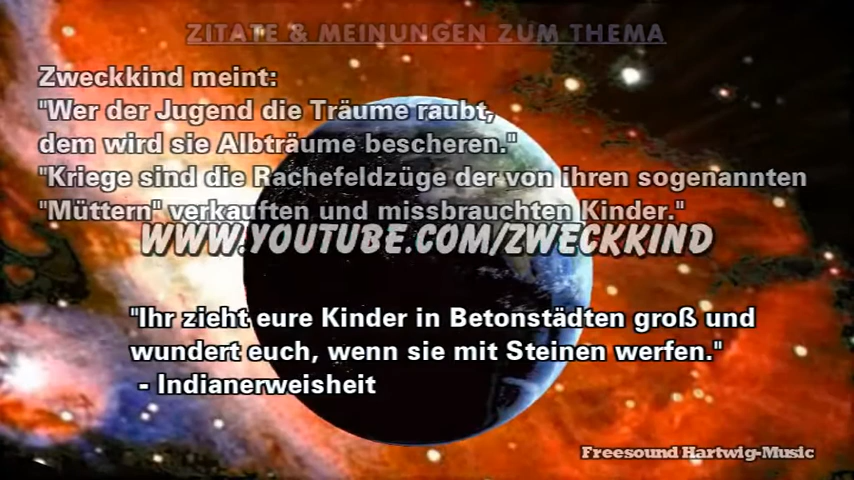 ZITATE & MEINUNGEN ZUM THEMA
Zweckkind meint:
"Wer der Jugend die Träume raubt,
dem wird sie Albträume bescheren."
"Kriege sind die Rachefeldzüge der von ihren sogenannten
"Müttern" verkauften und missbrauchten Kinder."
WWW.YOUTUBE.COM/ZWECKKIND
"Ihr zieht eure Kinder in Betonstädten groß und
wundert euch, wenn sie mit Steinen werfen."
- Indianerweisheit
Freesound Hartwig-Music